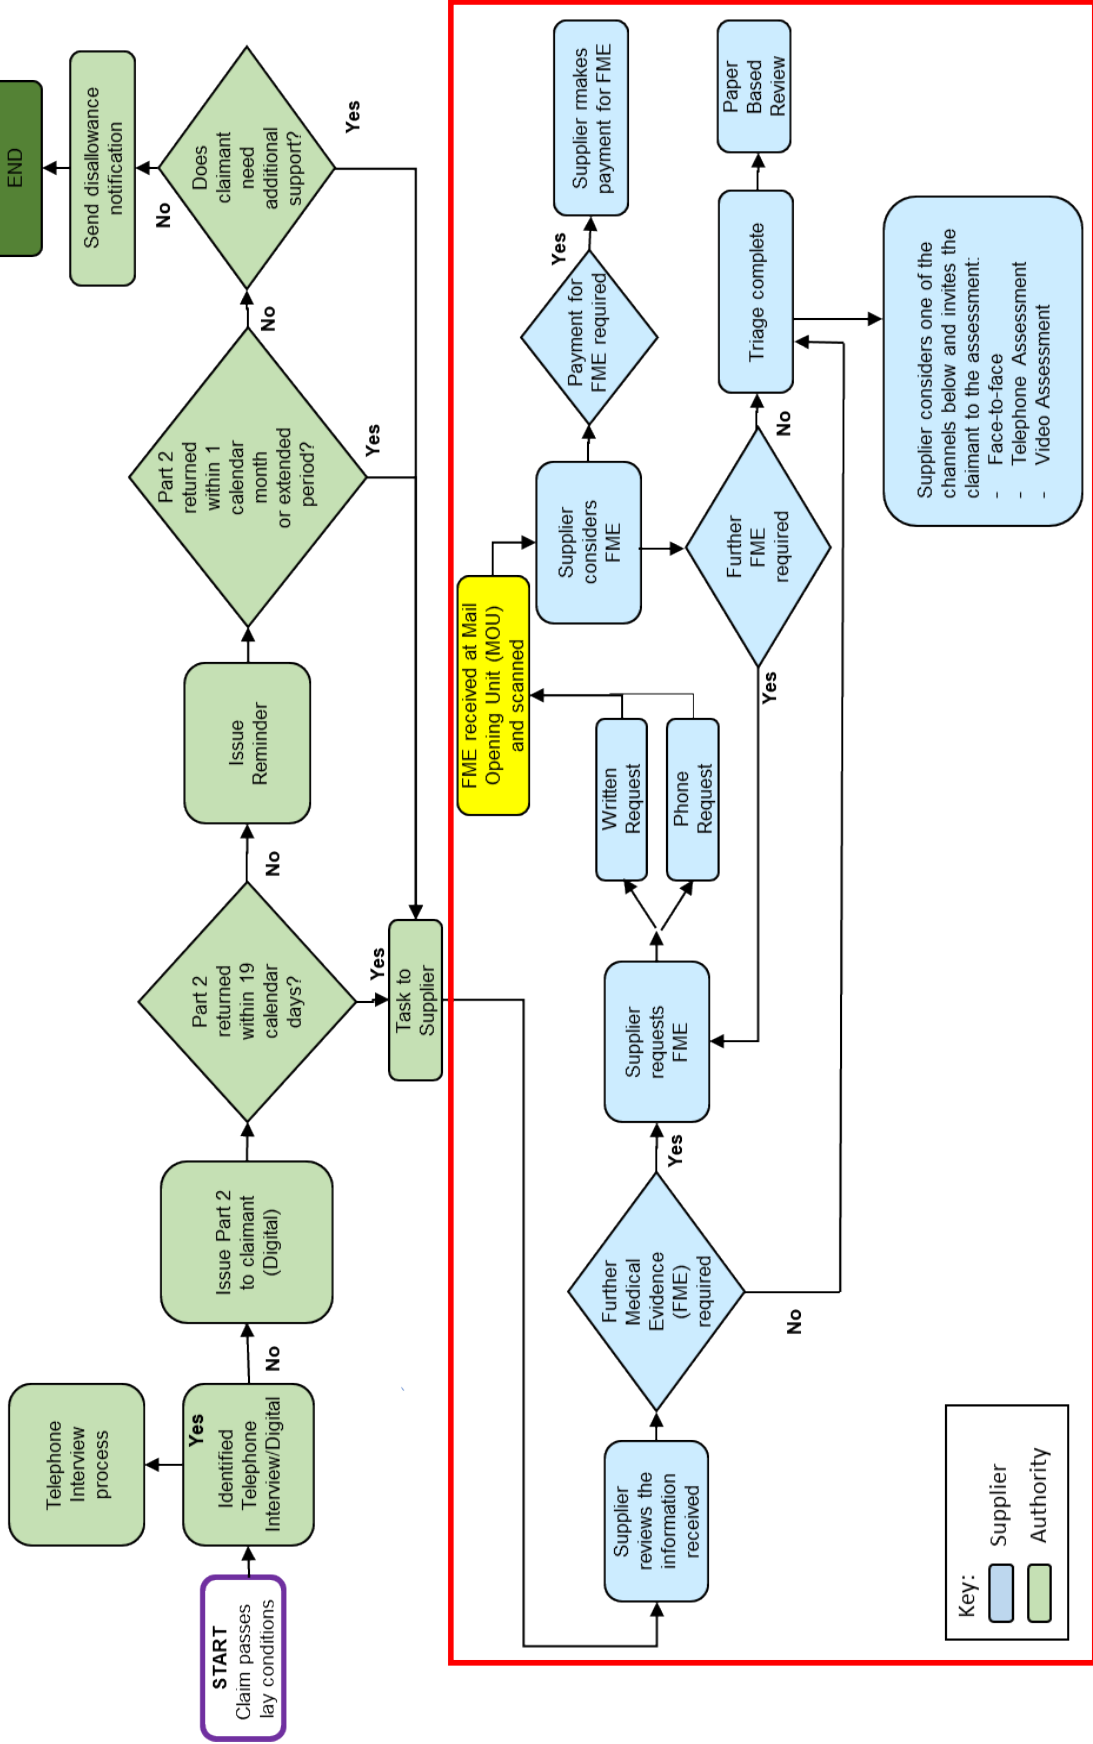 START
Claim passes
lay conditions
Telephone
Interview
process
Yes
Identified
Telephone
Interview/Digital
No
Issue Part 2
to claimant
(Digital)
Part 2
returned
within 19
calendar
days?
No
Yes
Issue
Reminder
Part 2
returned
within 1
calendar
month
or extended
period?
No
Yes
Does
claimant
need
additional
support?
No
Yes
Send disallowance
notification
END
Task to
Supplier
Supplier
reviews the
information
received
Further
Medical
Evidence
(FME)
required
Yes
No
Supplier
requests
FME
Written
Request
Phone
Request
FME received at Mail
Opening Unit (MOU)
and scanned
Supplier
considers
FME
Payment for
FME required
Yes
Supplier rmakes
payment for FME
Further
FME
required
Yes
No
Triage complete
Paper
Based
Review
Supplier considers one of the
channels below and invites the
claimant to the assessment:
- Face-to-face
- Telephone Assessment
- Video Assessment
Key:
Supplier
Authority